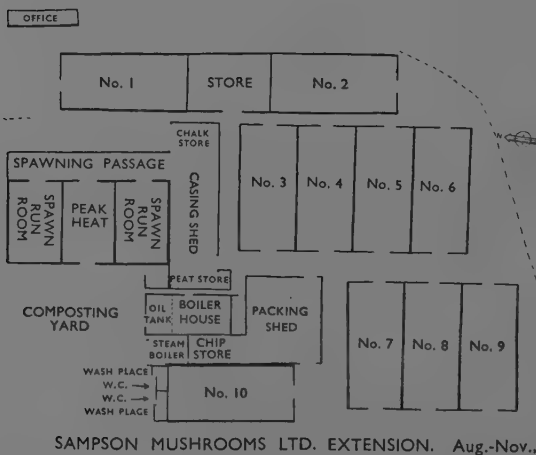 OFFICE
No. 1
STORE
No. 2
CHALK
STORE
SPAWNING PASSAGE
CASING SHED
No. 3
No. 4
No. 5
No. 6
N
SPAWN
RUN
ROOM
PEAK
HEAT
SPAWN
RUN
ROOM
PEAT STORE
COMPOSTING
YARD
OIL
TANK
BOILER
HOUSE
PACKING
SHED
STEAM
BOILER
CHIP
STORE
No. 7
No. 8
No. 9
WASH PLACE
W.C. →
W.C. →
WASH PLACE
No. 10
SAMPSON MUSHROOMS LTD. EXTENSION. Aug.-Nov.,